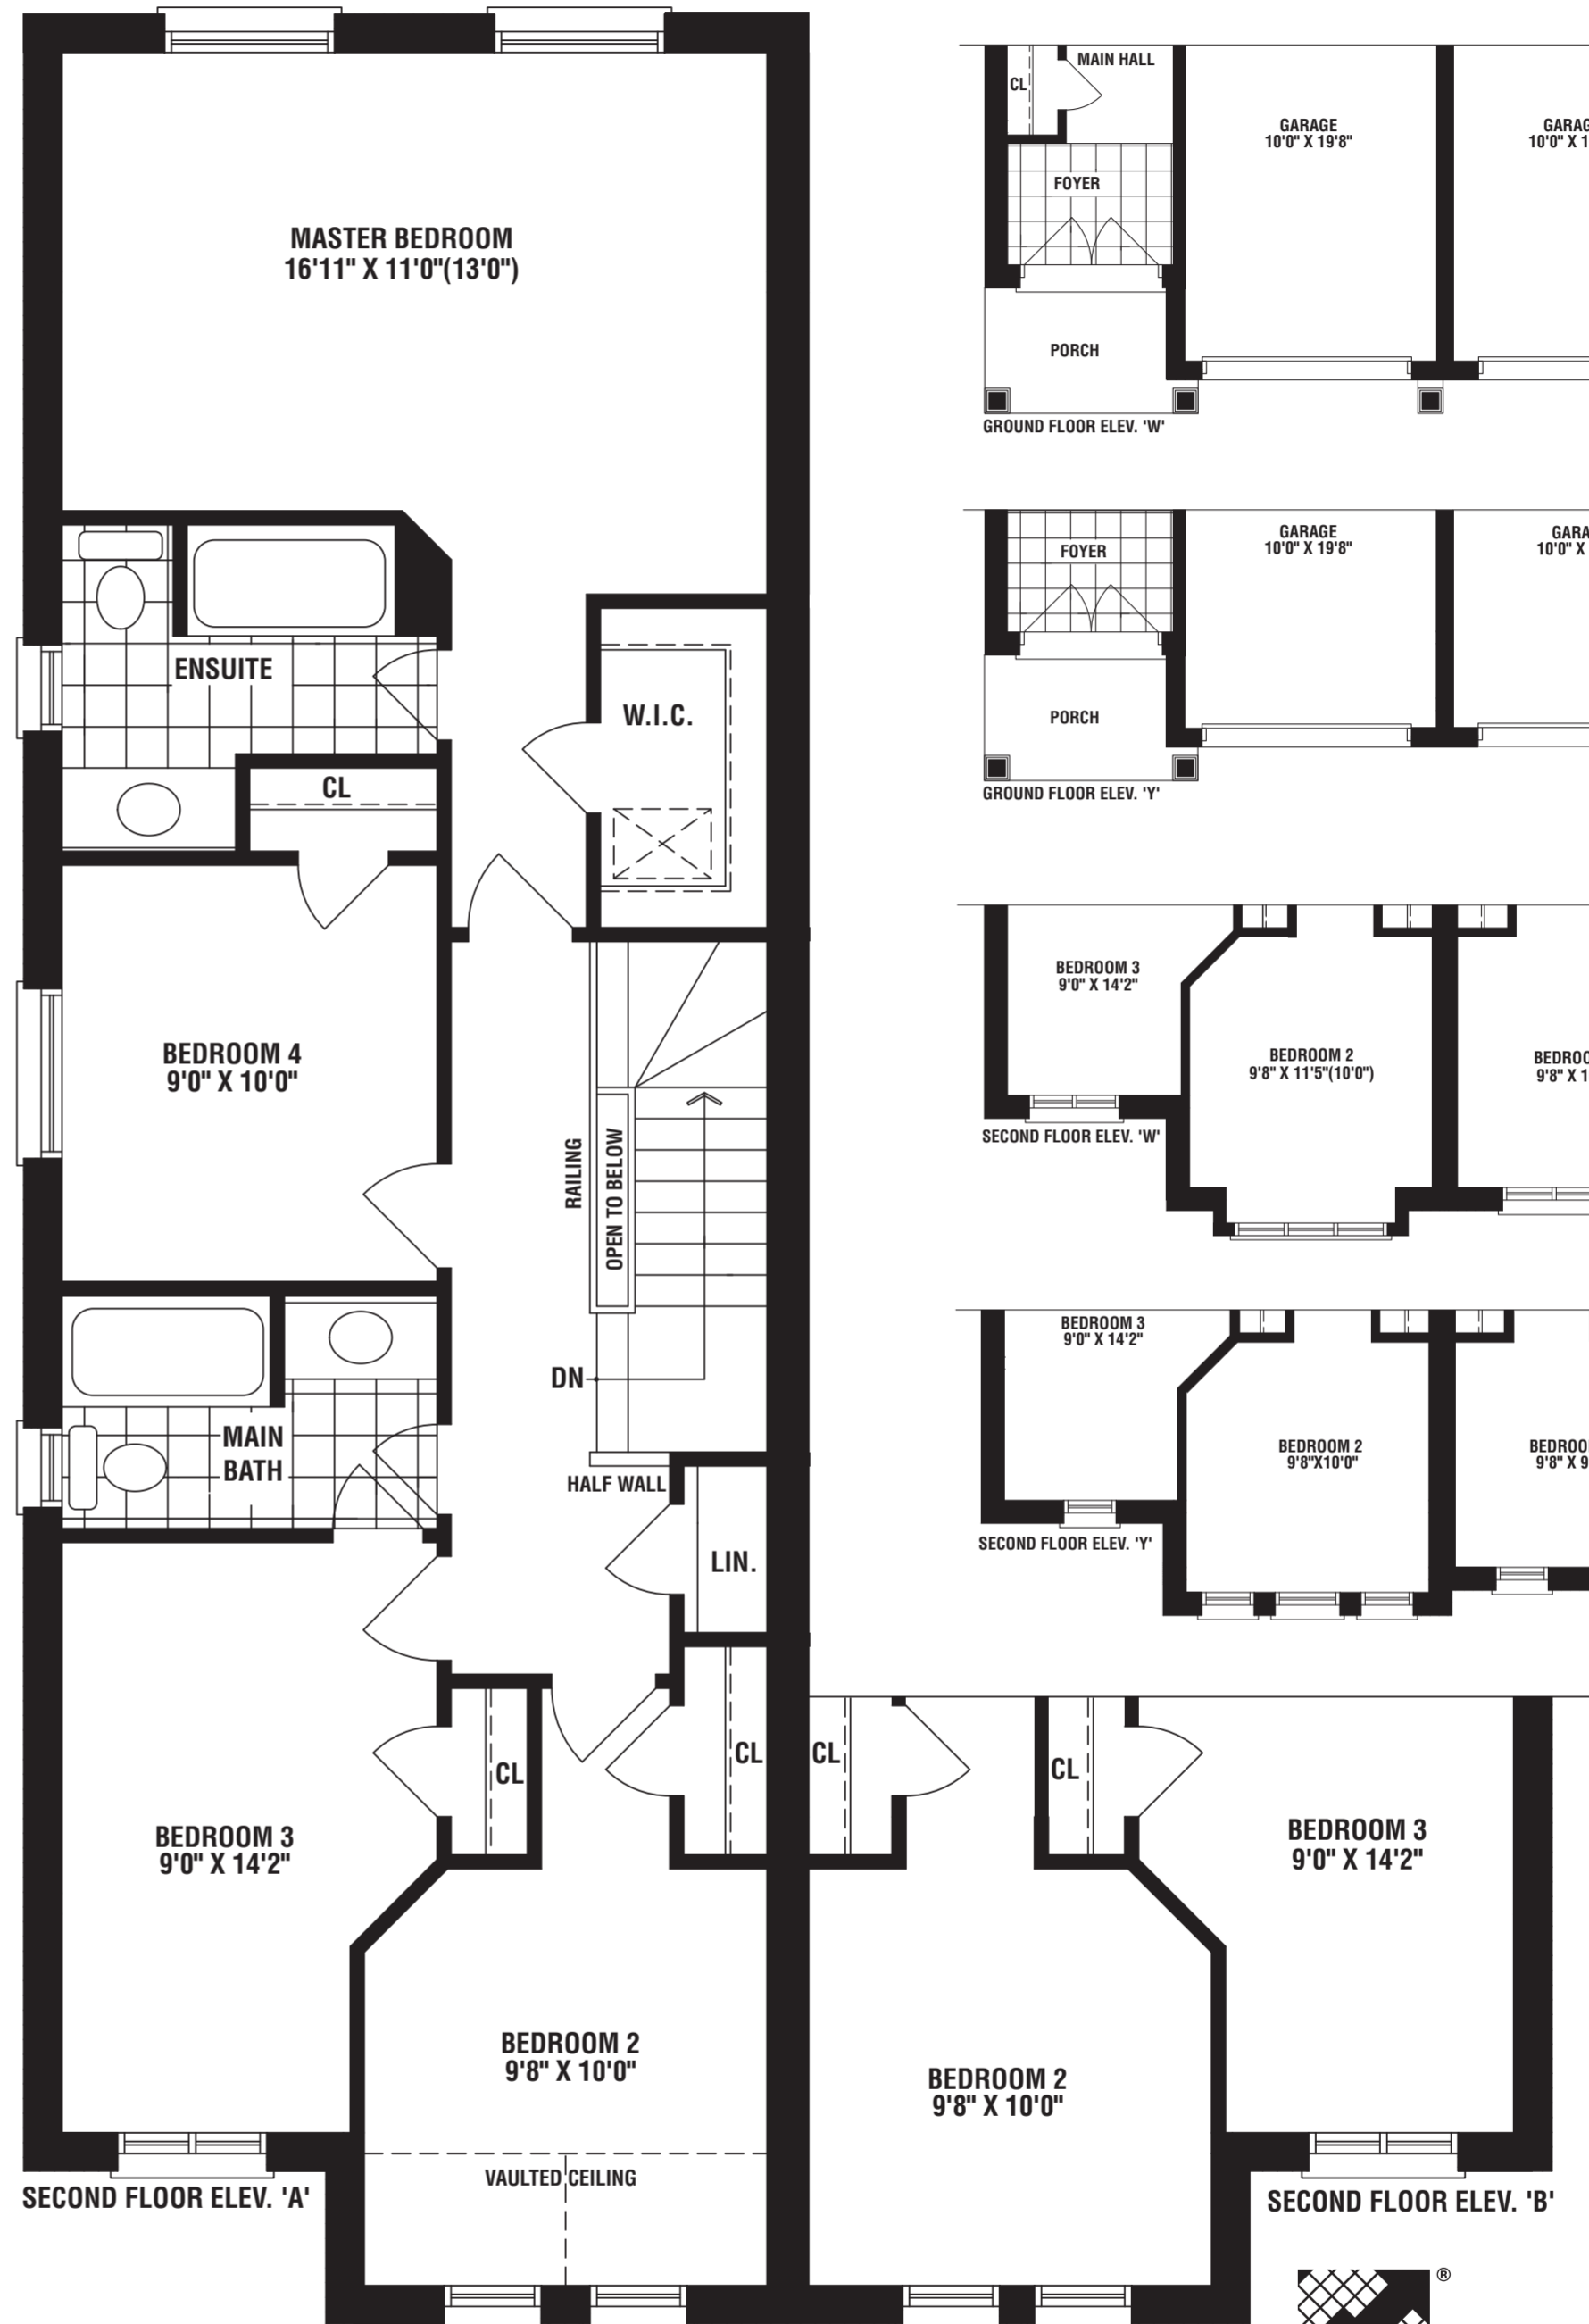 MASTER BEDROOM
16'11" X 11'0"(13'0")
ENSUITE
W.I.C.
CL
BEDROOM 4
9'0" X 10'0"
RAILING
OPEN TO BELOW
DN
MAIN
BATH
HALF WALL
LIN.
CL
CL
BEDROOM 3
9'0" X 14'2"
BEDROOM 2
9'8" X 10'0"
VAULTED CEILING
SECOND FLOOR ELEV. 'A'
MAIN HALL
CL
FOYER
GARAGE
10'0" X 19'8"
PORCH
GROUND FLOOR ELEV. 'W'
FOYER
GARAGE
10'0" X 19'8"
PORCH
GROUND FLOOR ELEV. 'Y'
BEDROOM 3
9'0" X 14'2"
BEDROOM 2
9'8" X 11'5"(10'0")
SECOND FLOOR ELEV. 'W'
BEDROOM 3
9'0" X 14'2"
BEDROOM 2
9'8"X10'0"
SECOND FLOOR ELEV. 'Y'
CL
CL
BEDROOM 3
9'0" X 14'2"
BEDROOM 2
9'8" X 10'0"
SECOND FLOOR ELEV. 'B'
®